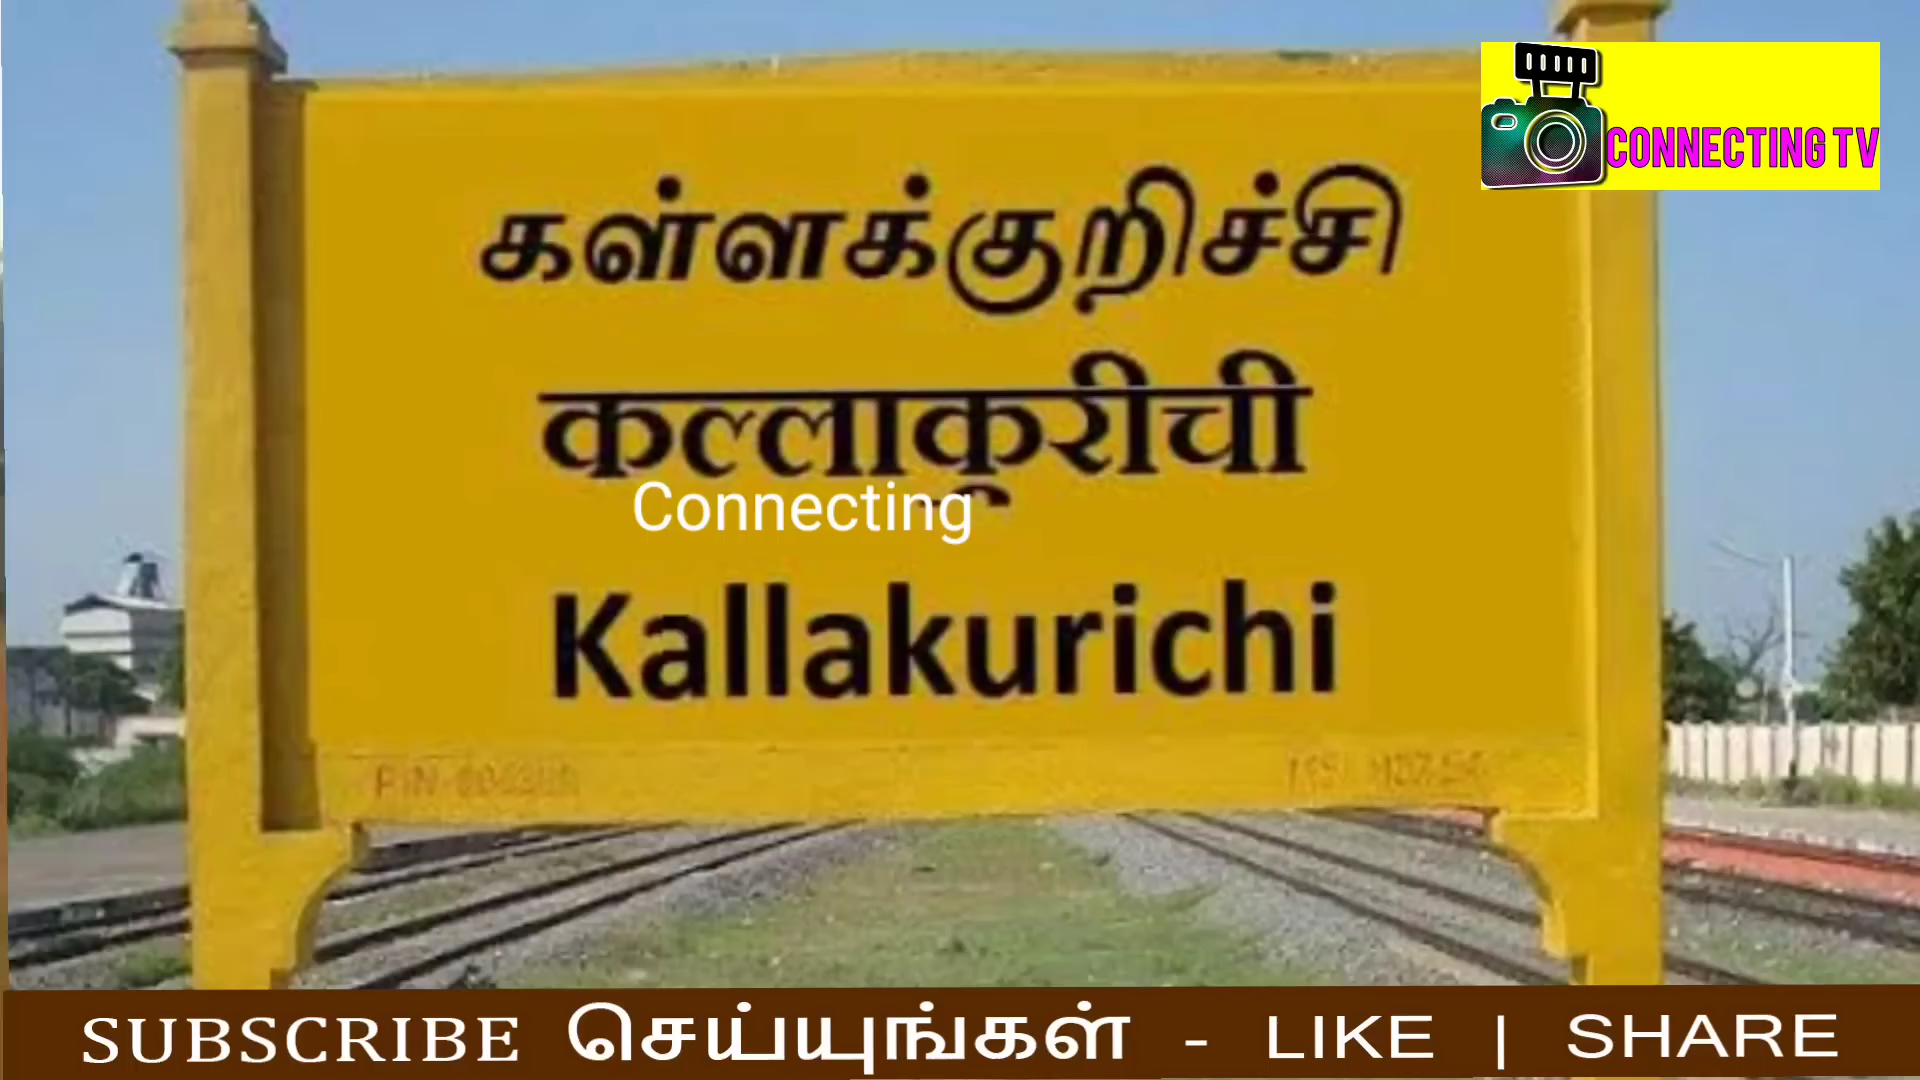 CONNECTING TV
கள்ளக்குறிச்சி
कल्लाकुरीची
Connecting
Kallakurichi
SUBSCRIBE செய்யுங்கள் - LIKE | SHARE